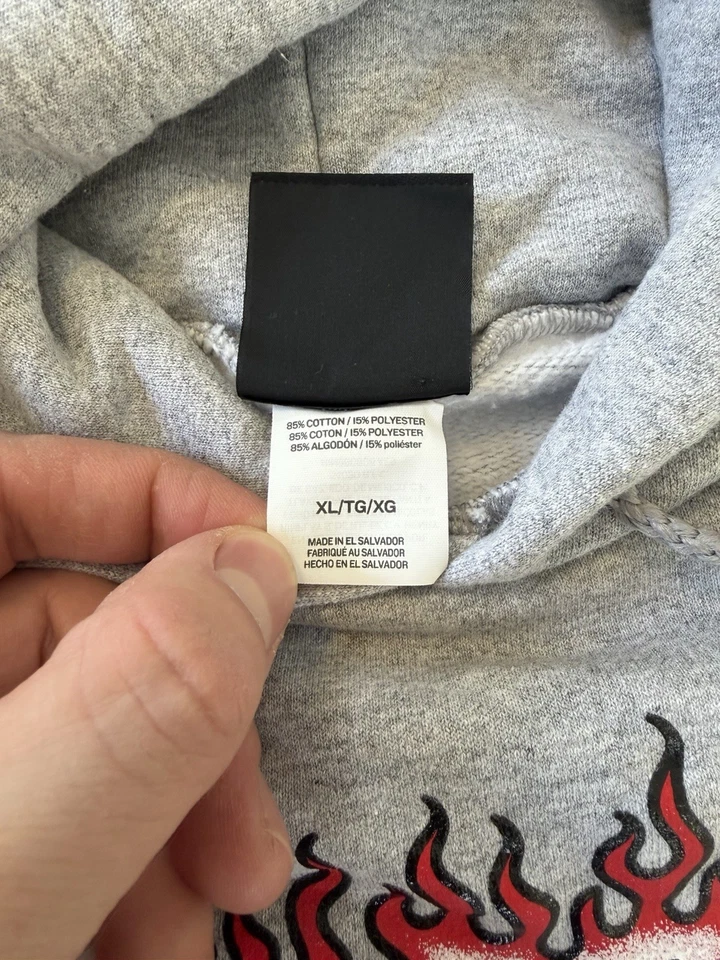 85% COTTON / 15% POLYESTER
85% COTON / 15% POLYESTER
85% ALGODÓN / 15% poliéster
XL/TG/XG
MADE IN EL SALVADOR
FABRIQUÉ AU SALVADOR
HECHO EN EL SALVADOR